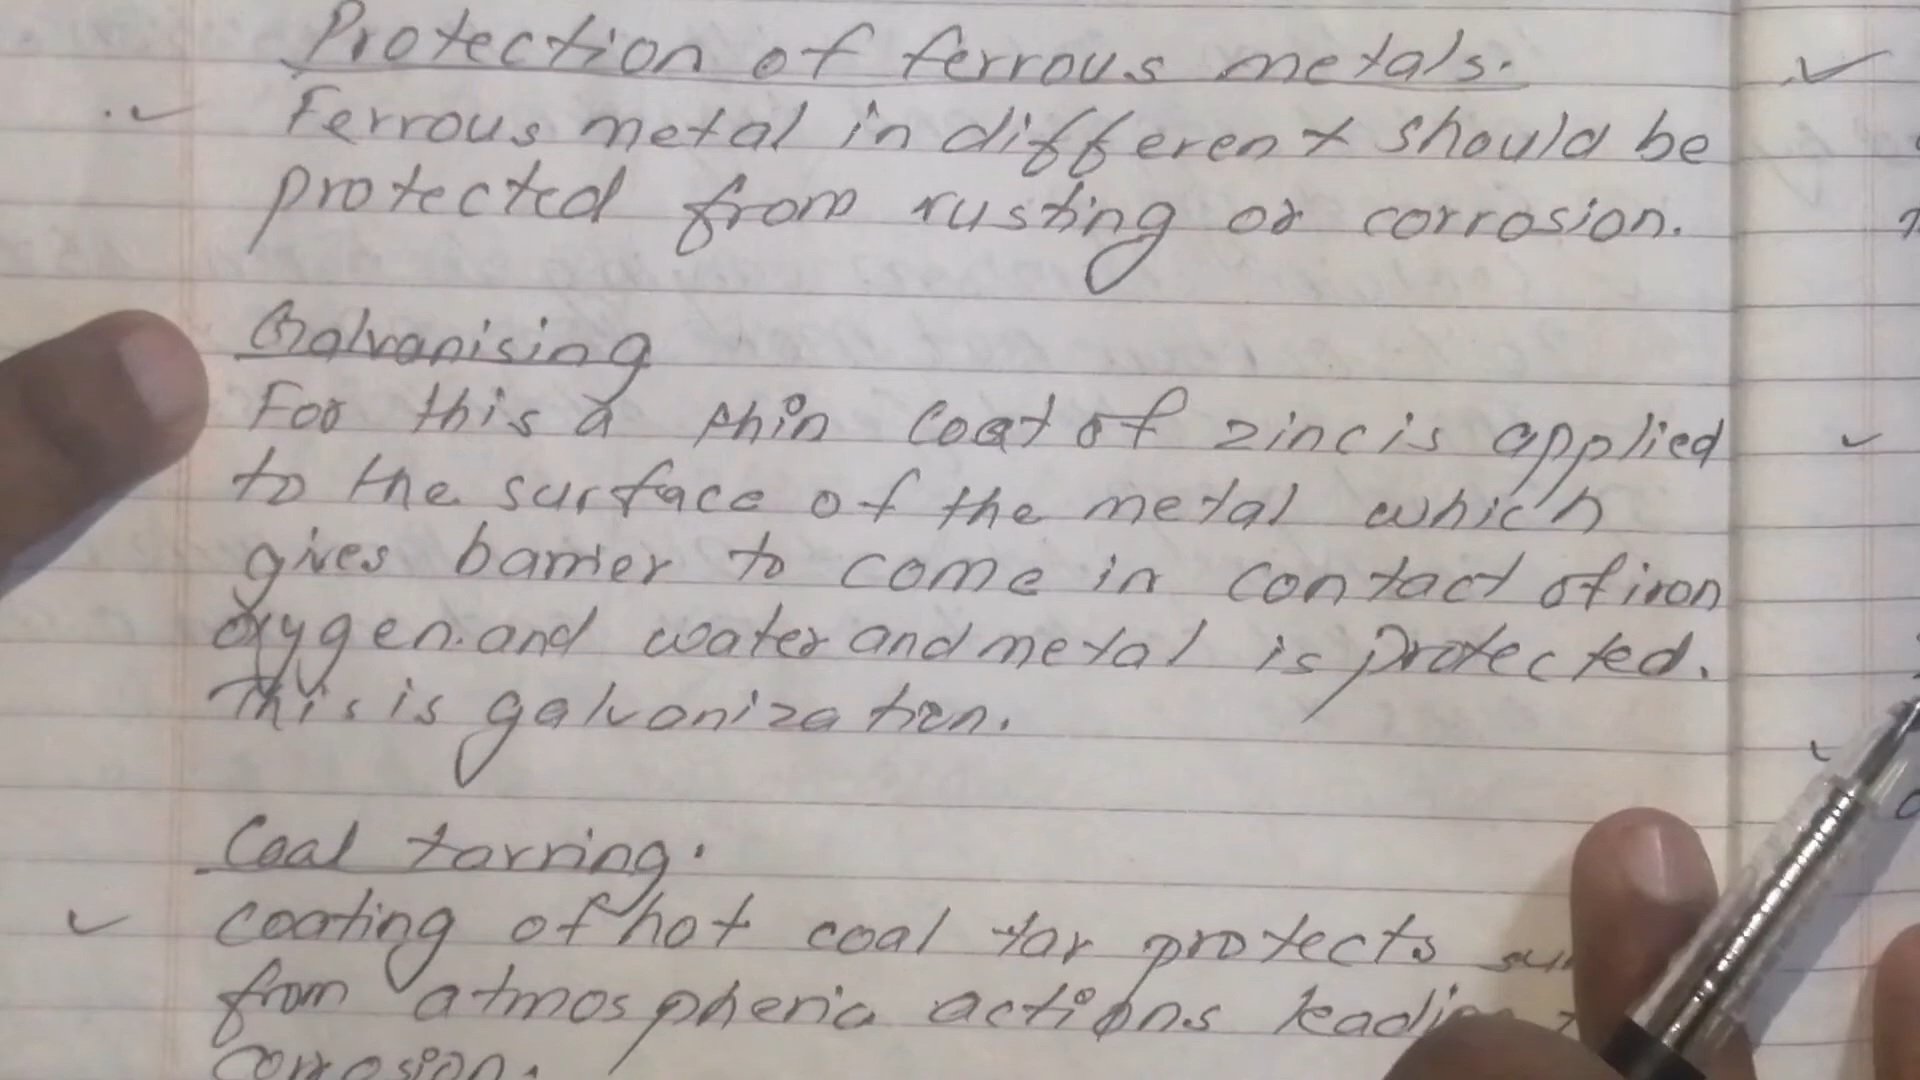 Protection of ferrous metals.
Ferrous metal in different should be
protected from rusting or corrosion.
Galvanising
For this a thin coat of zinc is applied
to the surface of the metal which
gives barrier to come in contact of iron
oxygen. and water and metal is protected.
This is galvanization.
Coal tarring.
coating of hot coal tar protects
from atmospheric actions leading
corrosion.